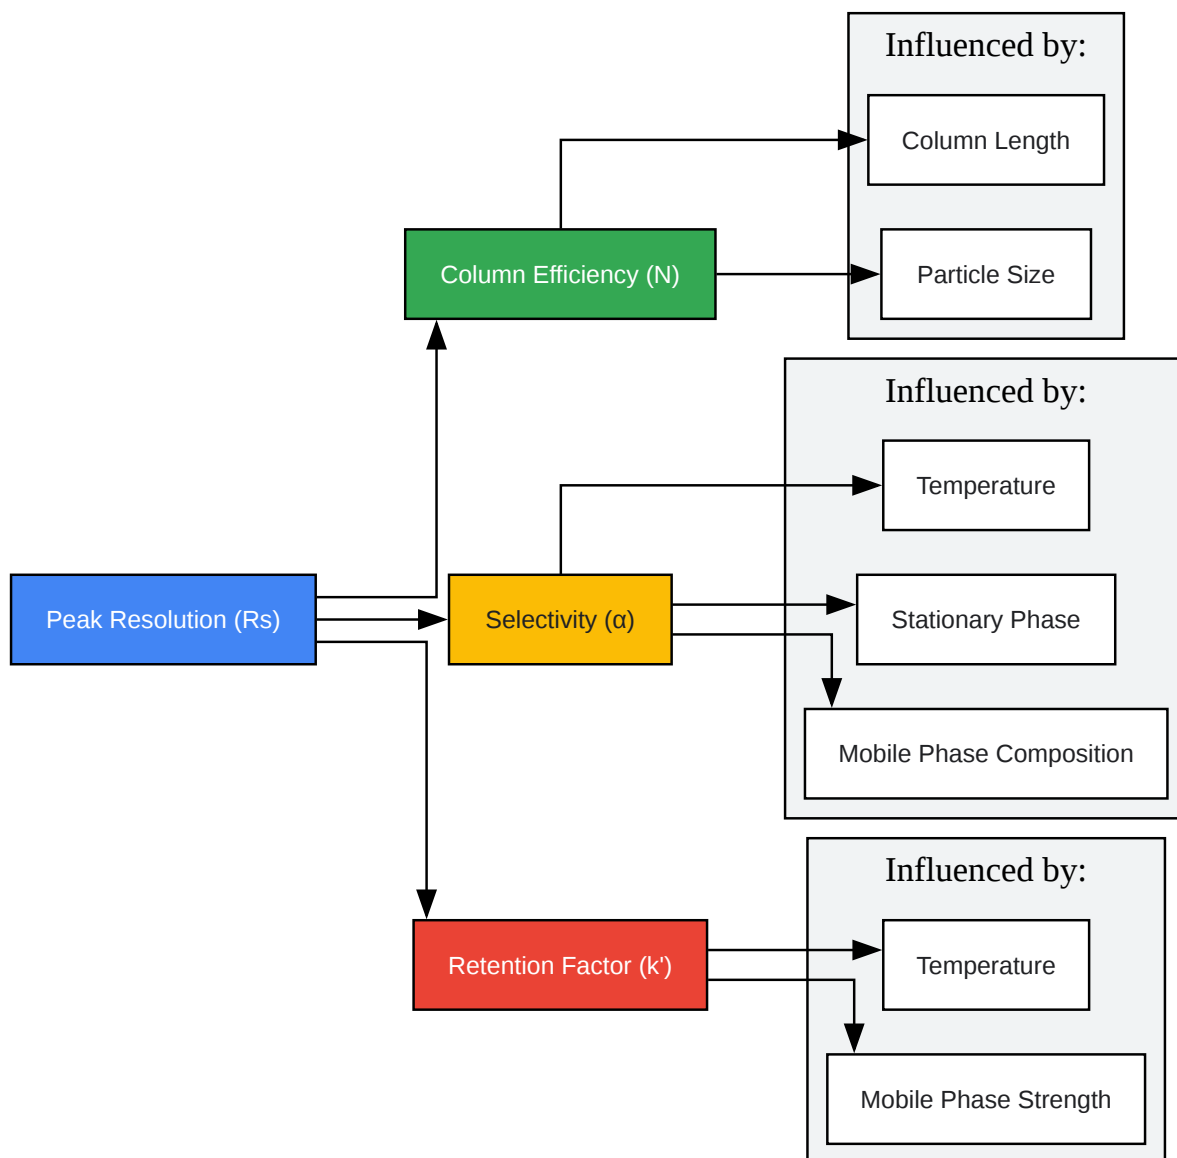 Influenced by:
Column Length
Column Efficiency (N)
Particle Size
Influenced by:
Temperature
Peak Resolution (Rs)
Selectivity (α)
Stationary Phase
Mobile Phase Composition
Influenced by:
Retention Factor (k')
Temperature
Mobile Phase Strength